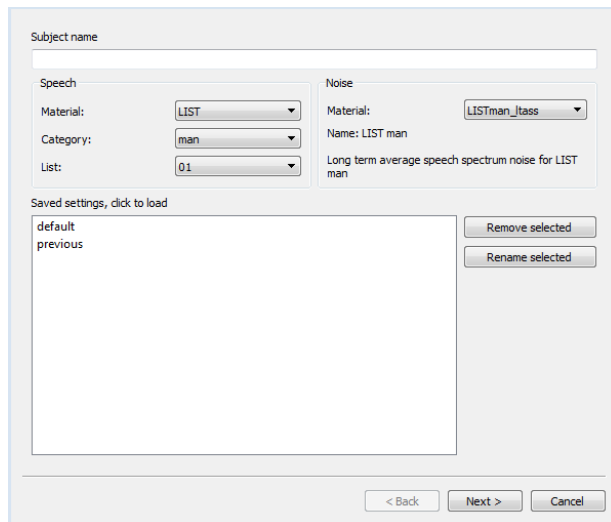 Subject name
Speech
Material:
LIST
Category:
man
List:
01
Noise
Material:
LISTman_ltass
Name: LIST man
Long term average speech spectrum noise for LIST
man
Saved settings, click to load
default
previous
Remove selected
Rename selected
< Back
Next >
Cancel